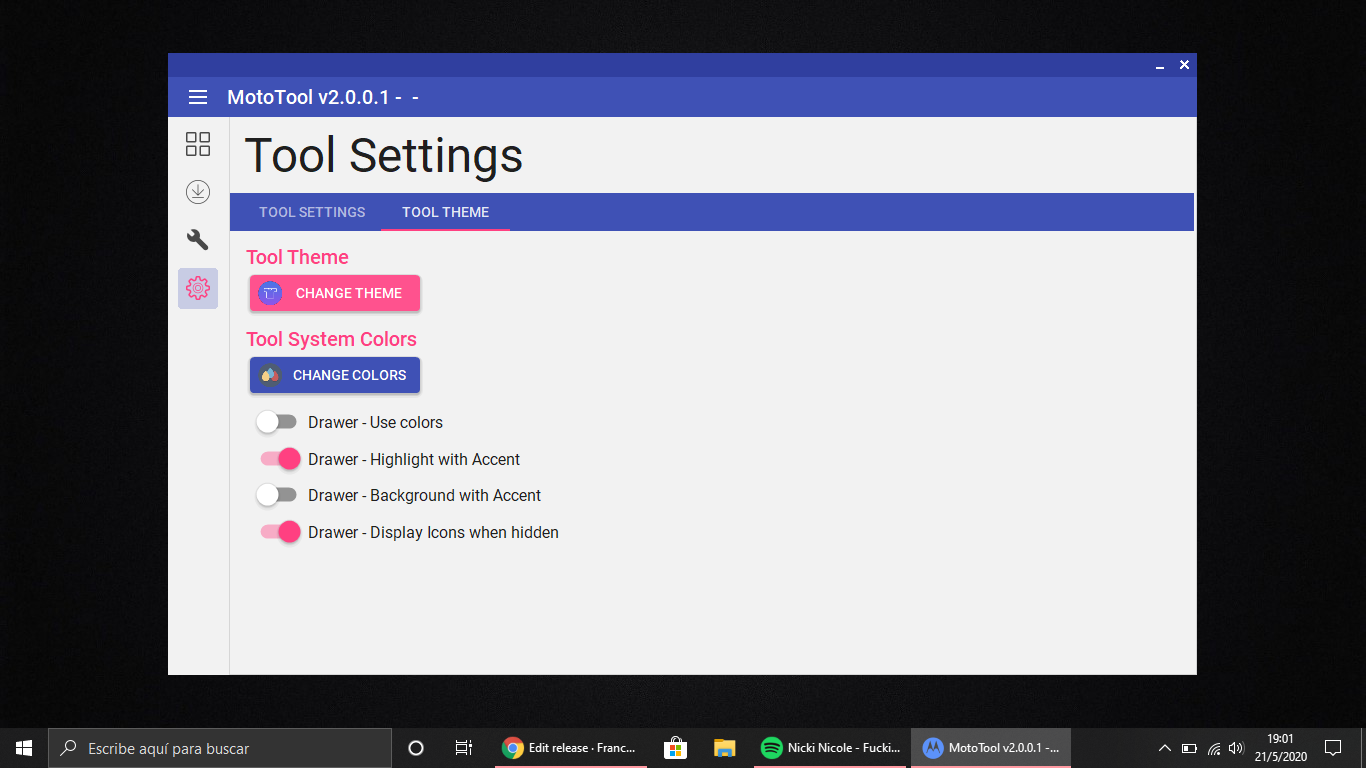 MotoTool v2.0.0.1 - -
Tool Settings
TOOL SETTINGS
TOOL THEME
Tool Theme
CHANGE THEME
Tool System Colors
CHANGE COLORS
Drawer - Use colors
Drawer - Highlight with Accent
Drawer - Background with Accent
Drawer - Display Icons when hidden
Escribe aquí para buscar
Edit release · Franc...
Nicki Nicole - Fucki...
MotoTool v2.0.0.1 -...
19:01
21/5/2020